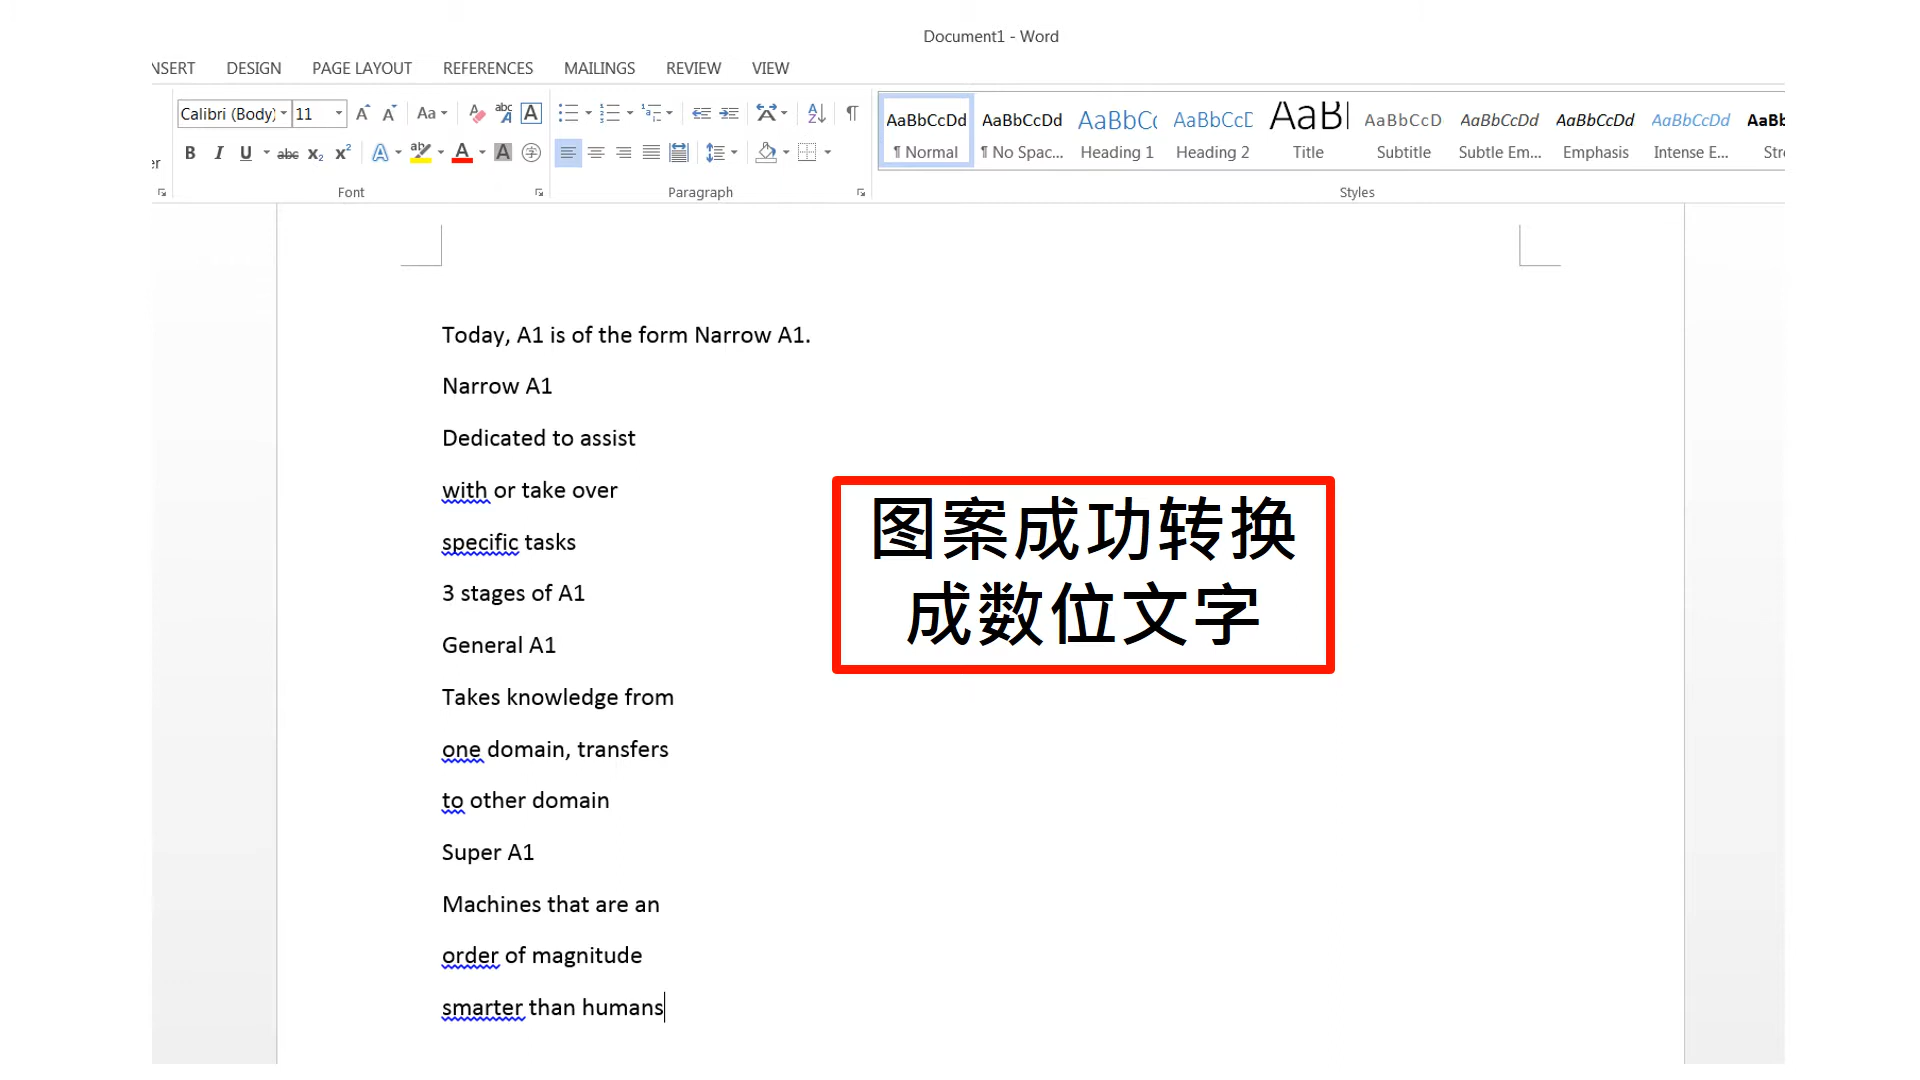 Document1 - Word
NSERT DESIGN PAGE LAYOUT REFERENCES MAILINGS REVIEW VIEW
Calibri (Body) 11 Aa
AaBbCcDd AaBbCcDd AaBbCc AaBbCcD AaBl AaBbCcD AaBbCcDd AaBbCcDd AaBbCcDd AaBb
¶ Normal ¶ No Spac... Heading 1 Heading 2 Title Subtitle Subtle Em... Emphasis Intense E... Str
er
Font Paragraph Styles
Today, A1 is of the form Narrow A1.
Narrow A1
Dedicated to assist
with or take over
specific tasks
3 stages of A1
General A1
Takes knowledge from
one domain, transfers
to other domain
Super A1
Machines that are an
order of magnitude
smarter than humans
图案成功转换
成数位文字